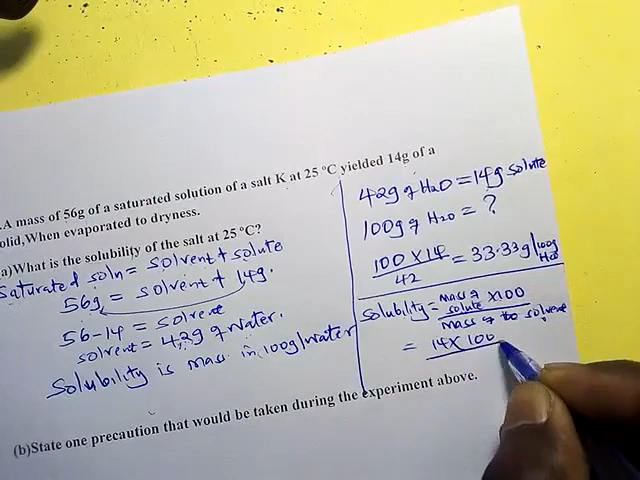 .A mass of 56g of a saturated solution of a salt K at 25 °C yielded 14g of a
olid,When evaporated to dryness.
a)What is the solubility of the salt at 25 °C?
Saturated soln = solvent + solute
56g = solvent + 14g.
56-14 = solvent
solvent = 42g of water.
Solubility is mass in 100g/water
42g of H2O = 14g solute
100g of H2O = ?
100 X 14
42
= 33.33g/100g H2O
Solubility = mass of solute X100
mass of solvent
= 14 X 100
(b)State one precaution that would be taken during the experiment above.